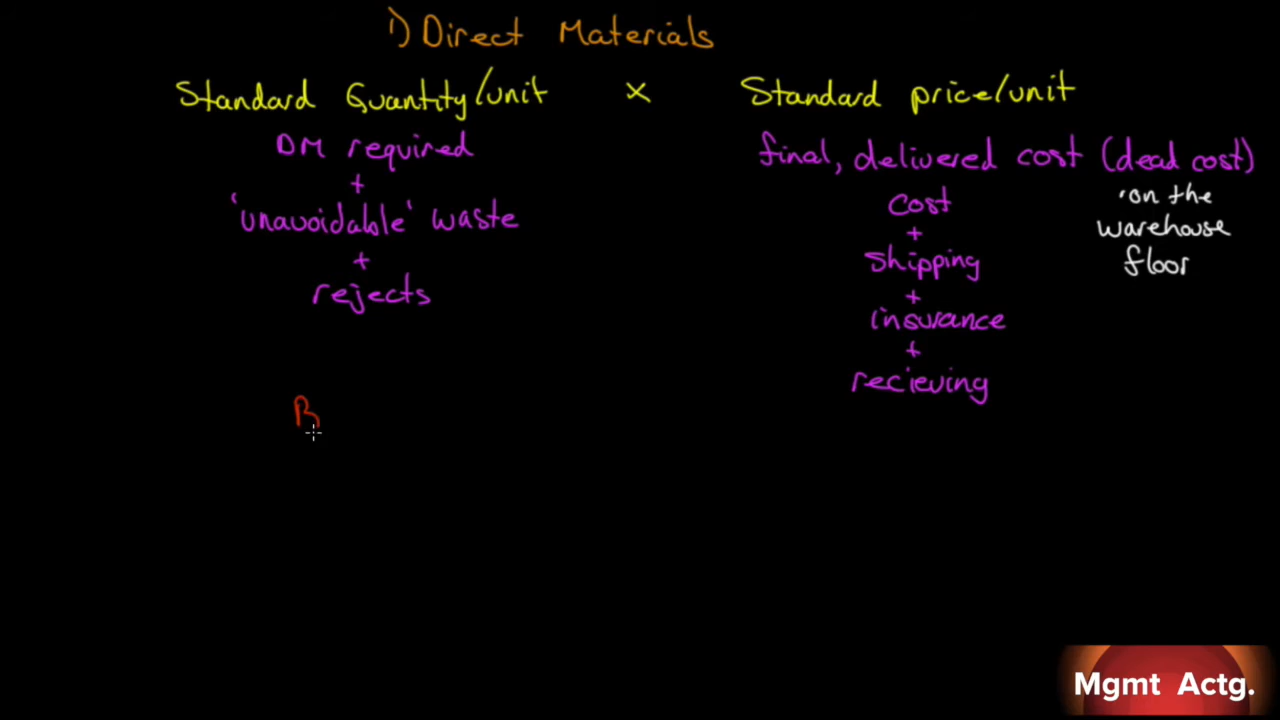 1) Direct Materials
Standard Quantity/unit x Standard price/unit
DM required
+
'unavoidable' waste
+
rejects
final, delivered cost (dead cost)
cost
+
shipping
+
insurance
+
recieving
on the
warehouse
floor
B
Mgmt Actg.